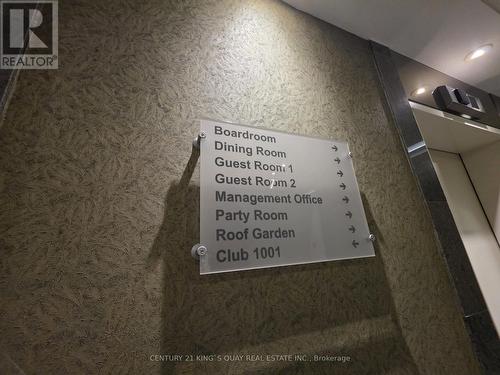 R
REALTOR
Boardroom →
Dining Room →
Guest Room 1 →
Guest Room 2 →
Management Office →
Party Room →
Roof Garden ←
Club 1001 ←
CENTURY 21 KING`S QUAY REAL ESTATE INC., Brokerage